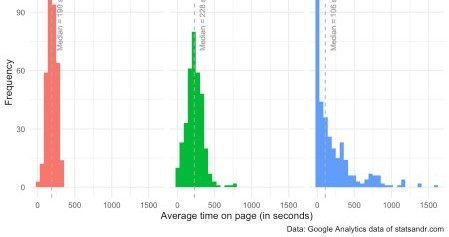 90
Median = 190 s
Median = 228 s
Median = 106 s
60
Frequency
30
0
0 500 1000 1500 0 500 1000 1500 0 500 1000 1500
Average time on page (in seconds)
Data: Google Analytics data of statsandr.com